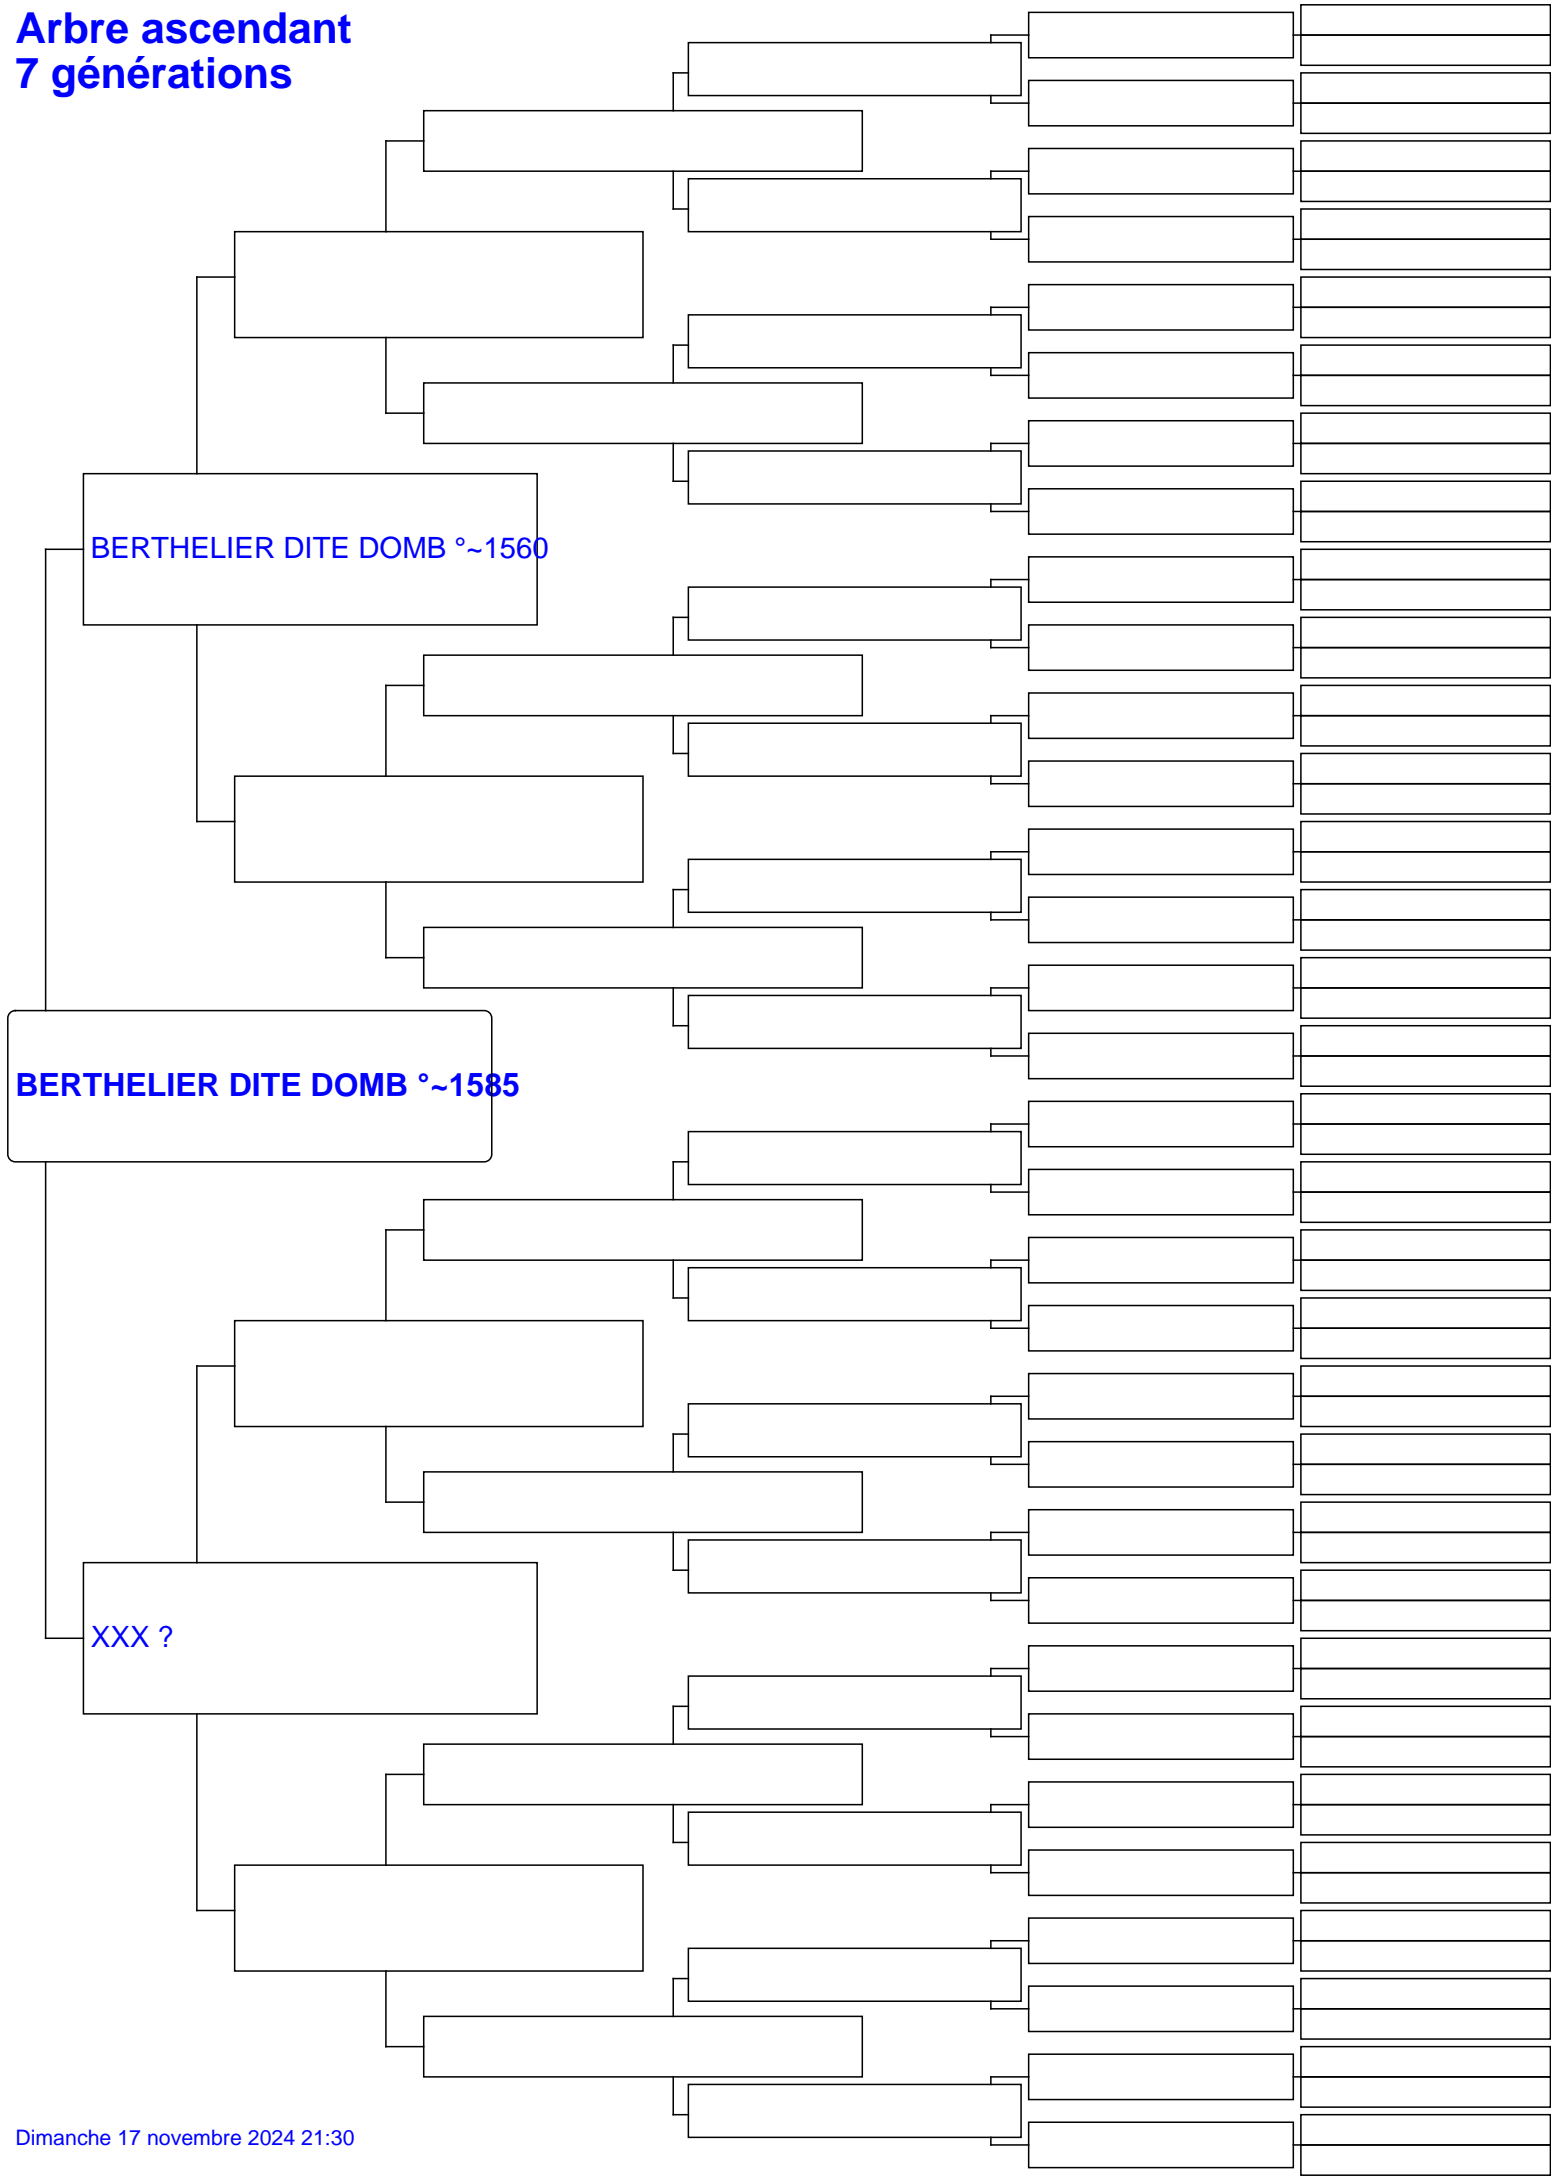 Arbre ascendant
7 générations
BERTHELIER DITE DOMB °~1560
BERTHELIER DITE DOMB °~1585
XXX ?
Dimanche 17 novembre 2024 21:30